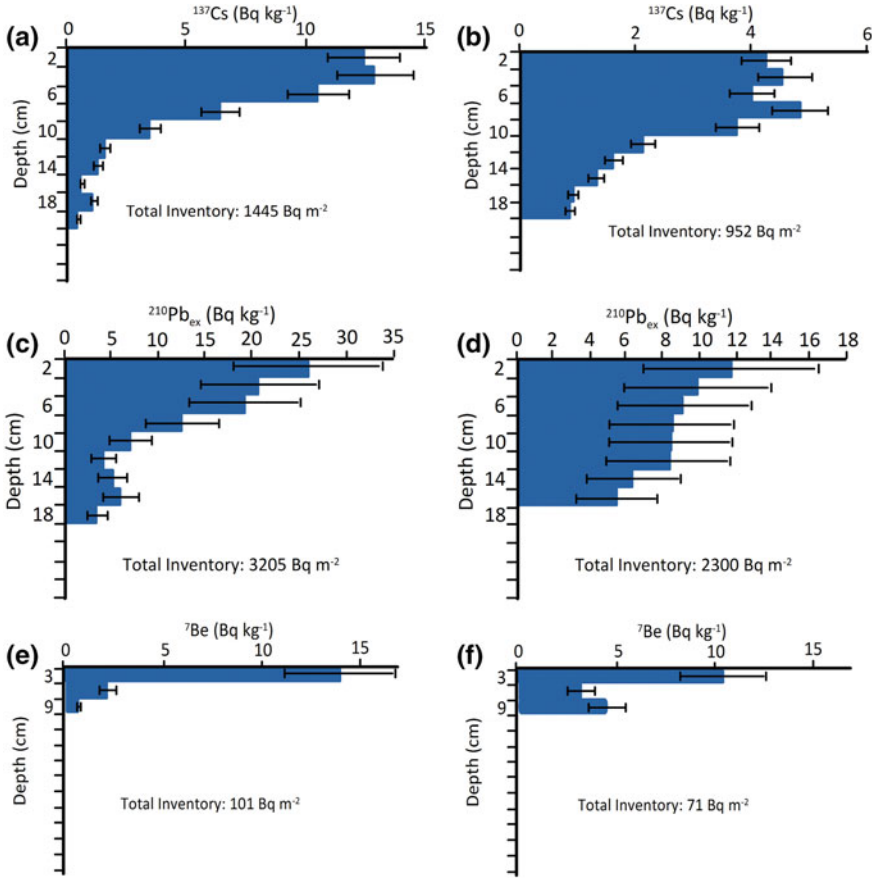 ¹³⁷Cs (Bq kg⁻¹)
(a)
0 5 10 15
2
6
10
14
18
Depth (cm)
Total Inventory: 1445 Bq m⁻²
¹³⁷Cs (Bq kg⁻¹)
(b)
0 2 4 6
2
6
10
14
18
Depth (cm)
Total Inventory: 952 Bq m⁻²
²¹⁰Pbₑₓ (Bq kg⁻¹)
(c)
0 5 10 15 20 25 30 35
2
6
10
14
18
Depth (cm)
Total Inventory: 3205 Bq m⁻²
²¹⁰Pbₑₓ (Bq kg⁻¹)
(d)
0 2 4 6 8 10 12 14 16 18
2
6
10
14
18
Depth (cm)
Total Inventory: 2300 Bq m⁻²
⁷Be (Bq kg⁻¹)
(e)
0 5 10 15
3
9
Depth (cm)
Total Inventory: 101 Bq m⁻²
⁷Be (Bq kg⁻¹)
(f)
0 5 10 15
3
9
Depth (cm)
Total Inventory: 71 Bq m⁻²